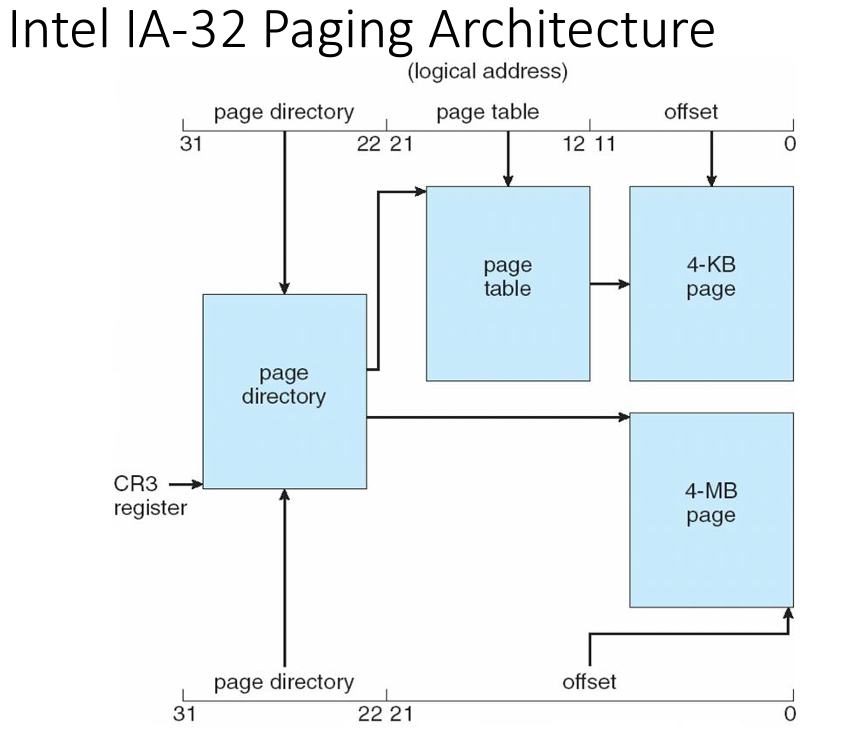 Intel IA-32 Paging Architecture
(logical address)
page directory page table offset
31 22 21 12 11 0
page
table
4-KB
page
page
directory
CR3
register
4-MB
page
page directory offset
31 22 21 0